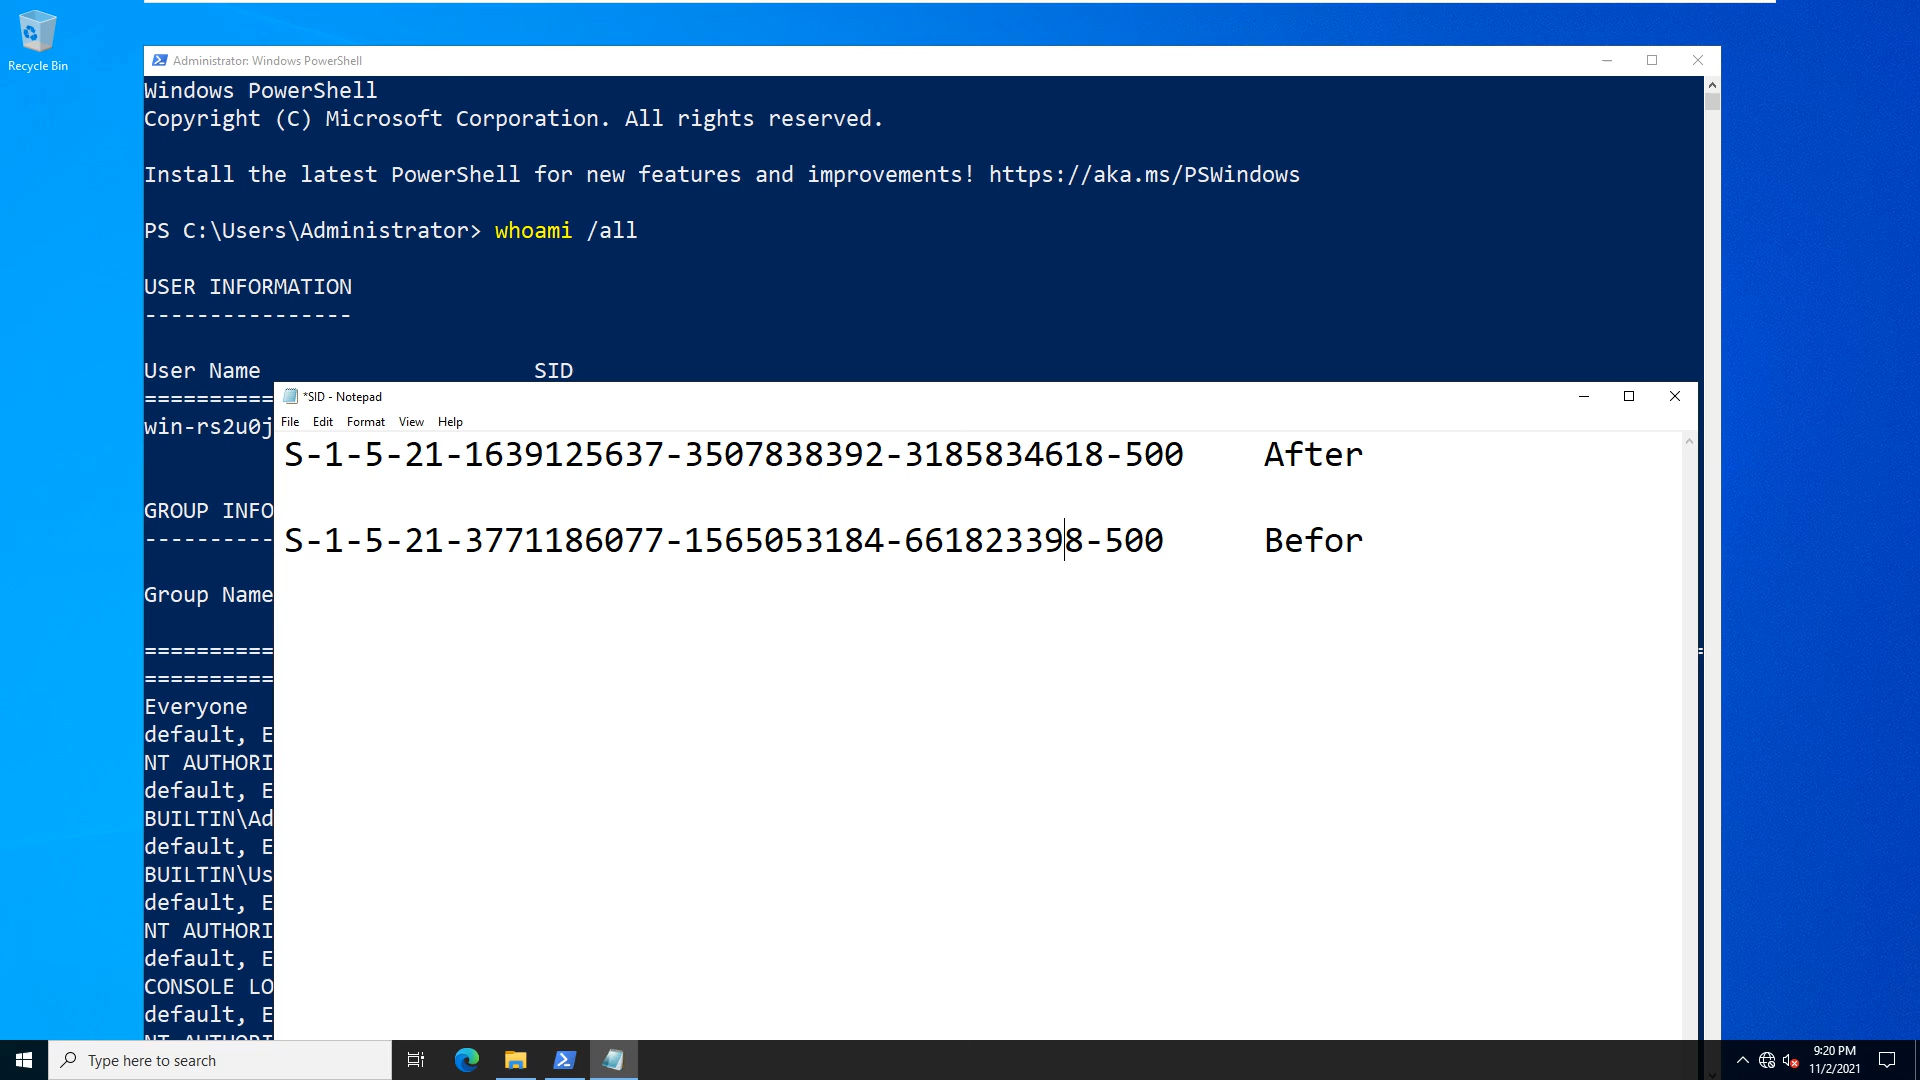 Recycle Bin
Administrator: Windows PowerShell
Windows PowerShell
Copyright (C) Microsoft Corporation. All rights reserved.
Install the latest PowerShell for new features and improvements! https://aka.ms/PSWindows
PS C:\Users\Administrator> whoami /all
USER INFORMATION
----------------
User Name SID
==========
win-rs2u0j
GROUP INFO
----------
Group Name
==========
==========
Everyone
default, E
NT AUTHORI
default, E
BUILTIN\Ad
default, E
BUILTIN\Us
default, E
NT AUTHORI
default, E
CONSOLE LO
default, E
NT AUTHORI
*SID - Notepad
File Edit Format View Help
S-1-5-21-1639125637-3507838392-3185834618-500 After
S-1-5-21-3771186077-1565053184-661823398-500 Befor
Type here to search
9:20 PM
11/2/2021